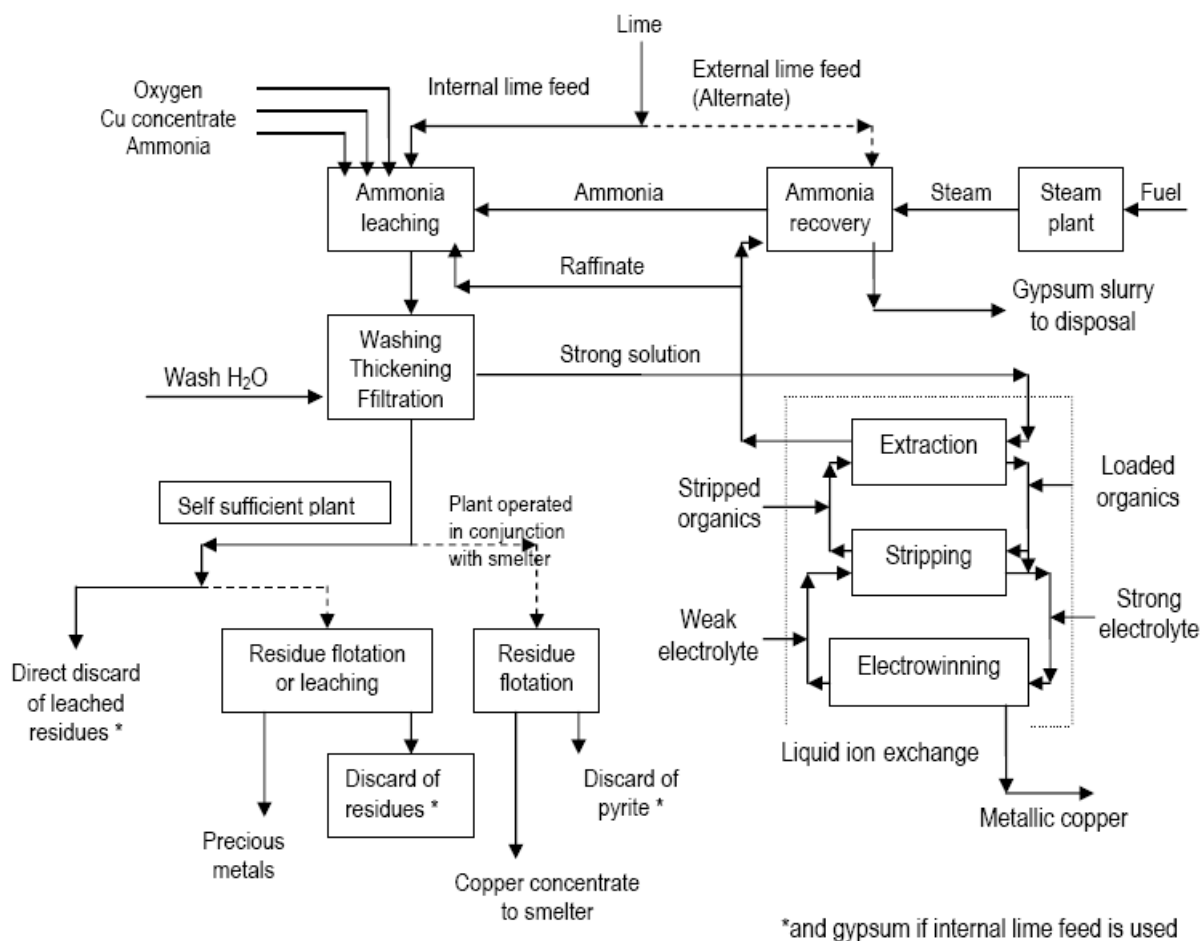 Lime
Internal lime feed
External lime feed
(Alternate)
Oxygen
Cu concentrate
Ammonia
Ammonia
leaching
Ammonia
Ammonia
recovery
Steam
Steam
plant
Fuel
Raffinate
Gypsum slurry
to disposal
Washing
Thickening
Ffiltration
Strong solution
Wash H₂O
Extraction
Stripped
organics
Loaded
organics
Self sufficient plant
Plant operated
in conjunction
with smelter
Stripping
Weak
electrolyte
Strong
electrolyte
Electrowinning
Direct discard
of leached
residues *
Residue flotation
or leaching
Residue
flotation
Liquid ion exchange
Discard of
residues *
Discard of
pyrite *
Metallic copper
Precious
metals
Copper concentrate
to smelter
*and gypsum if internal lime feed is used